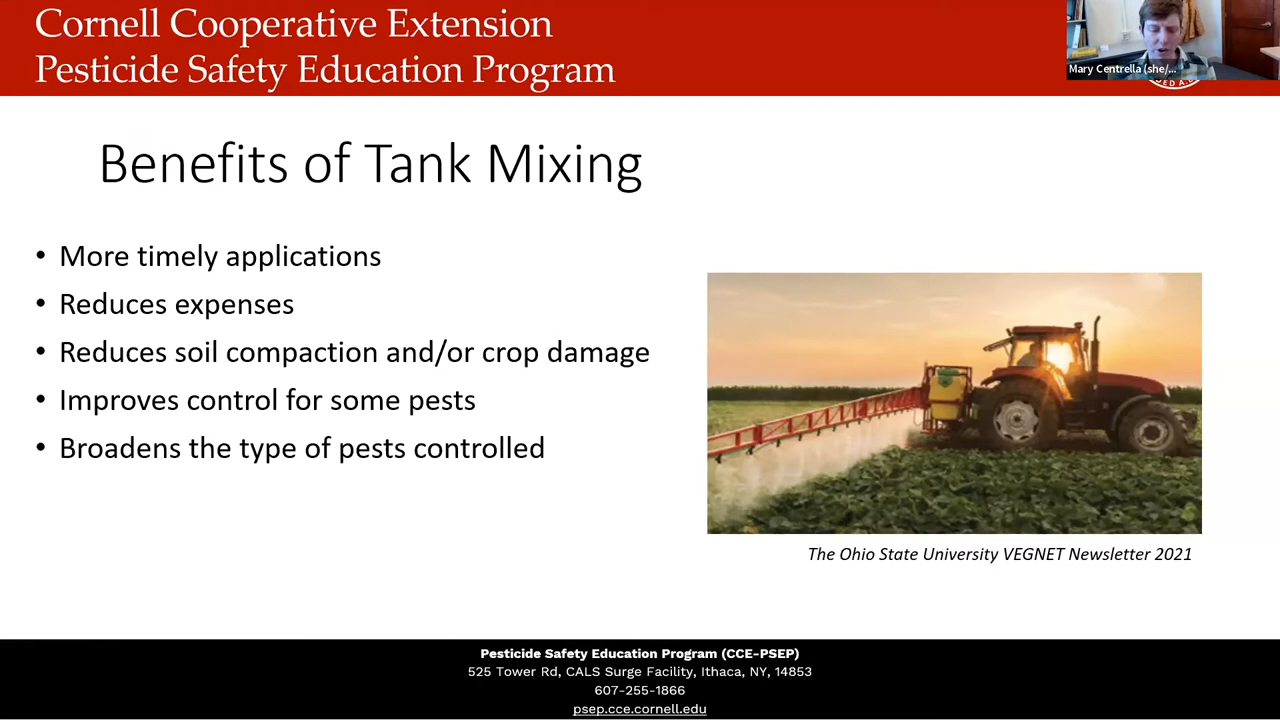 Cornell Cooperative Extension
Pesticide Safety Education Program
Mary Centrella (she/...
Benefits of Tank Mixing
• More timely applications
• Reduces expenses
• Reduces soil compaction and/or crop damage
• Improves control for some pests
• Broadens the type of pests controlled
The Ohio State University VEGNET Newsletter 2021
Pesticide Safety Education Program (CCE-PSEP)
525 Tower Rd, CALS Surge Facility, Ithaca, NY, 14853
607-255-1866
psep.cce.cornell.edu